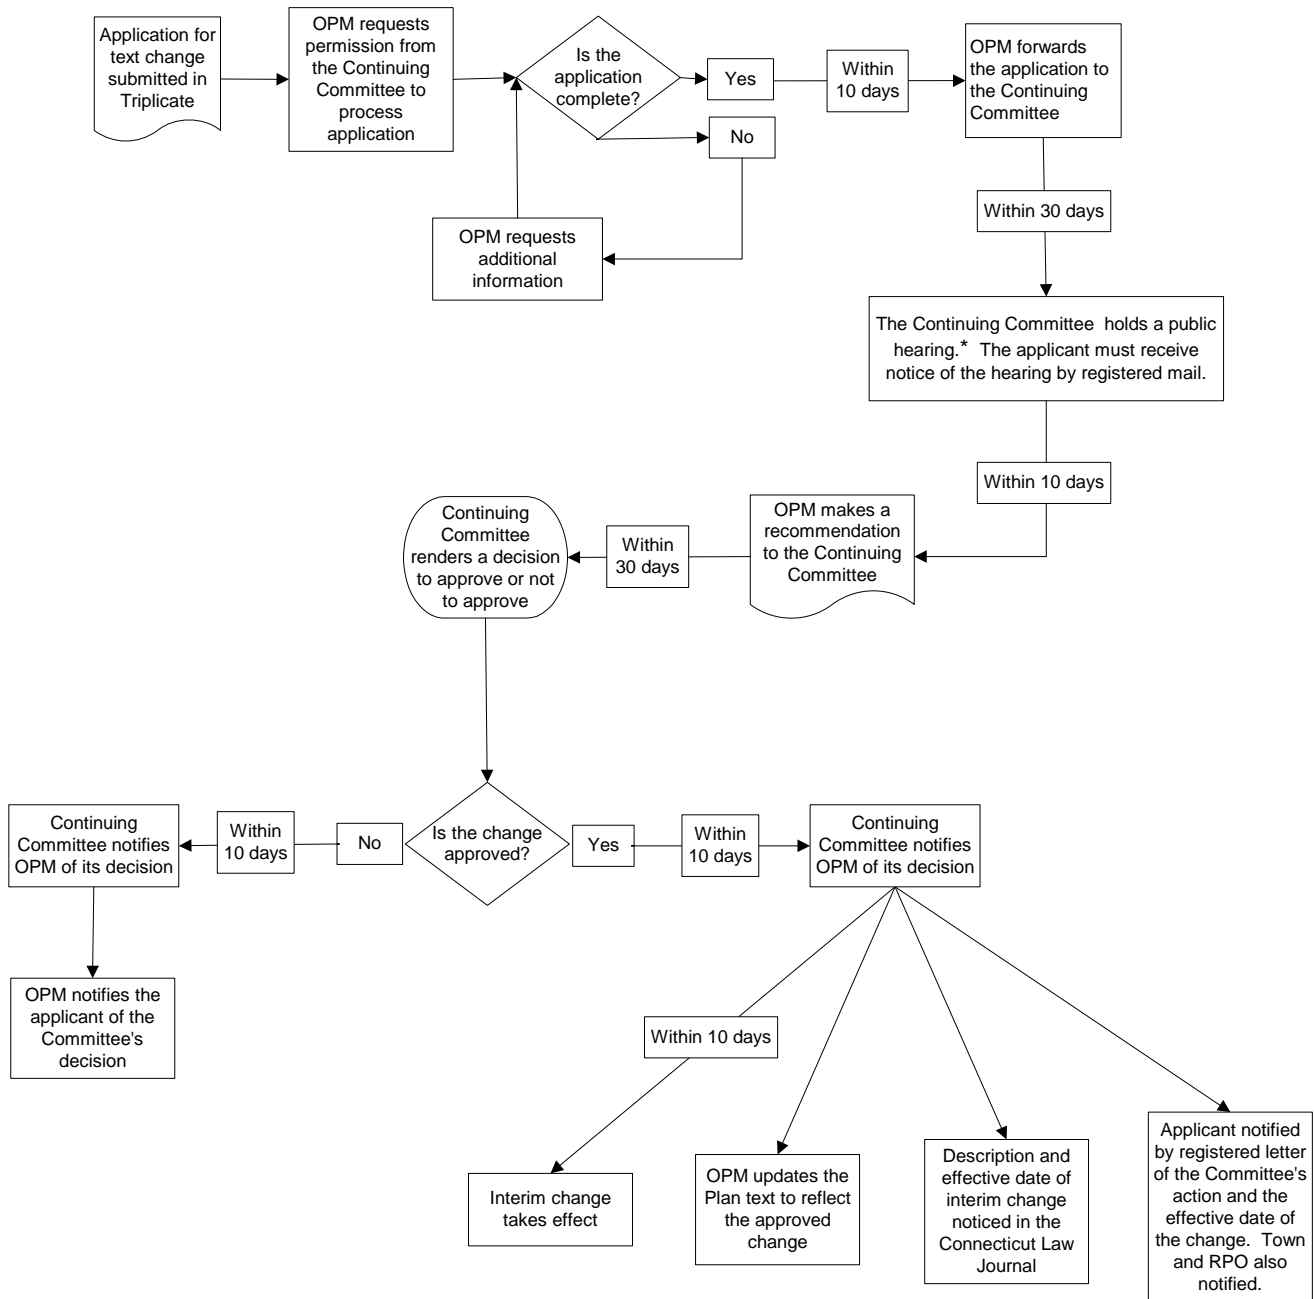 Application for
text change
submitted in
Triplicate
OPM requests
permission from
the Continuing
Committee to
process
application
Is the
application
complete?
Yes
Within
10 days
OPM forwards
the application to
the Continuing
Committee
No
OPM requests
additional
information
Within 30 days
The Continuing Committee  holds a public
hearing.*  The applicant must receive
notice of the hearing by registered mail.
Within 10 days
OPM makes a
recommendation
to the Continuing
Committee
Within
30 days
Continuing
Committee
renders a decision
to approve or not
to approve
Is the change
approved?
No
Within
10 days
Continuing
Committee notifies
OPM of its decision
OPM notifies the
applicant of the
Committee's
decision
Yes
Within
10 days
Continuing
Committee notifies
OPM of its decision
Within 10 days
Interim change
takes effect
OPM updates the
Plan text to reflect
the approved
change
Description and
effective date of
interim change
noticed in the
Connecticut Law
Journal
Applicant notified
by registered letter
of the Committee's
action and the
effective date of
the change.  Town
and RPO also
notified.